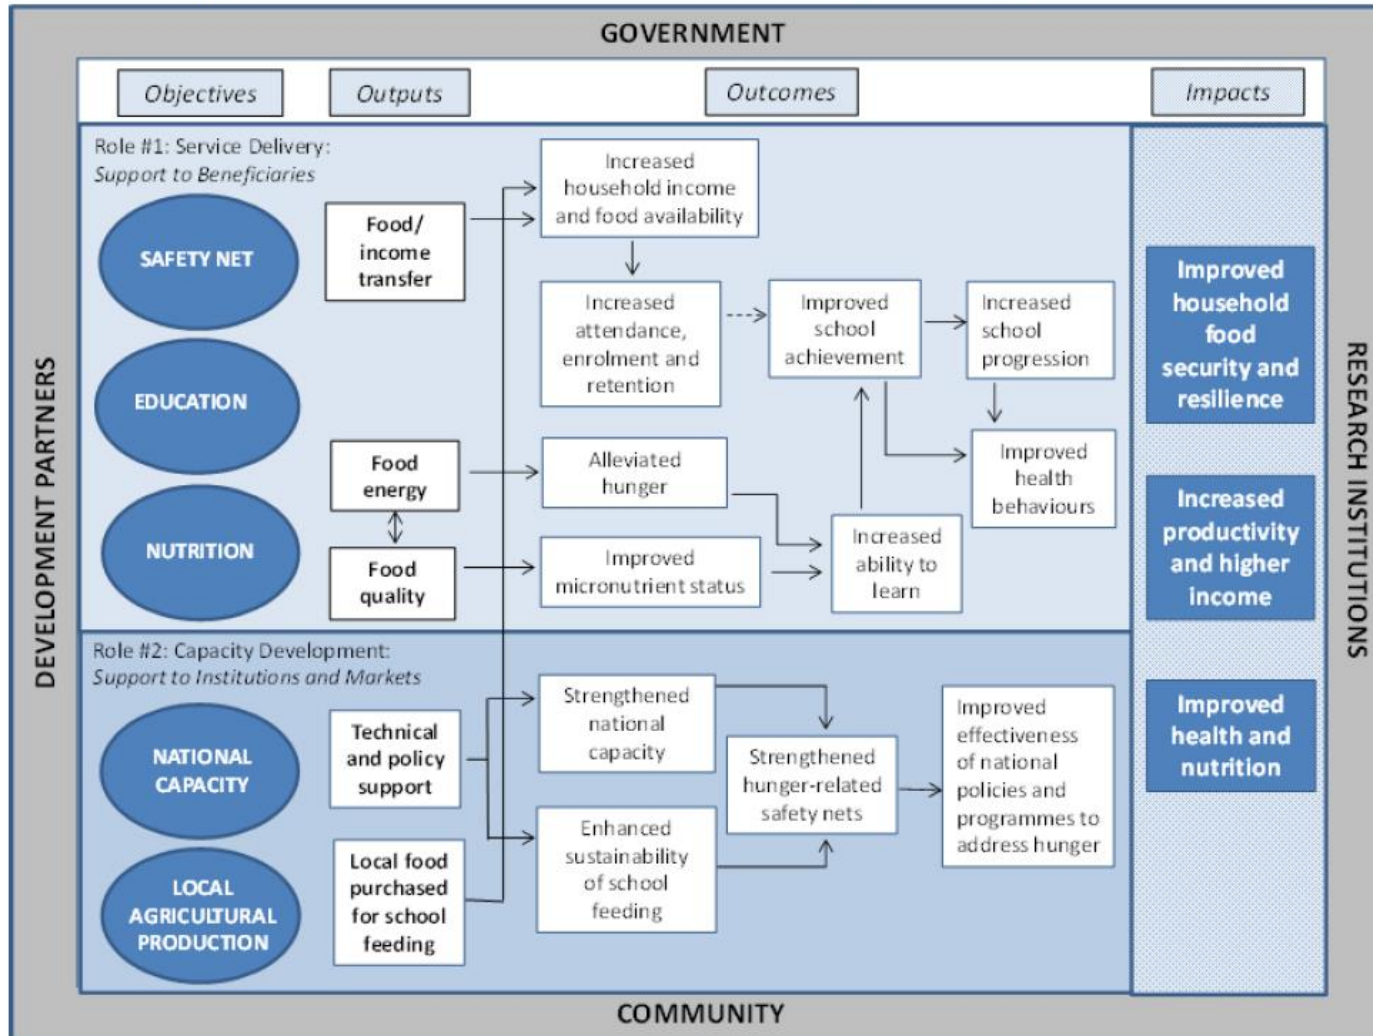 GOVERNMENT
Objectives
Outputs
Outcomes
Impacts
Role #1: Service Delivery:
Support to Beneficiaries
SAFETY NET
EDUCATION
NUTRITION
Food/
income
transfer
Food
energy
Food
quality
Increased
household income
and food availability
Increased
attendance,
enrolment and
retention
Improved
school
achievement
Increased
school
progression
Alleviated
hunger
Improved
health
behaviours
Improved
micronutrient status
Increased
ability to
learn
Role #2: Capacity Development:
Support to Institutions and Markets
NATIONAL
CAPACITY
LOCAL
AGRICULTURAL
PRODUCTION
Technical
and policy
support
Local food
purchased
for school
feeding
Strengthened
national
capacity
Enhanced
sustainability
of school
feeding
Strengthened
hunger-related
safety nets
Improved
effectiveness
of national
policies and
programmes to
address hunger
Improved
household
food
security and
resilience
Increased
productivity
and higher
income
Improved
health and
nutrition
DEVELOPMENT PARTNERS
RESEARCH INSTITUTIONS
COMMUNITY